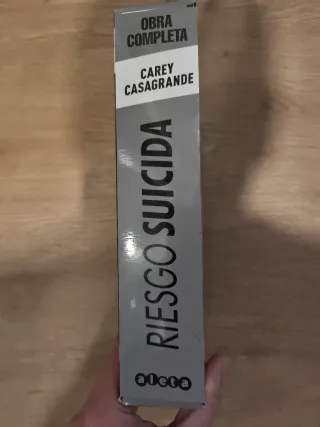 OBRA
COMPLETA
CAREY
CASAGRANDE
RIESGO SUICIDA
aleta